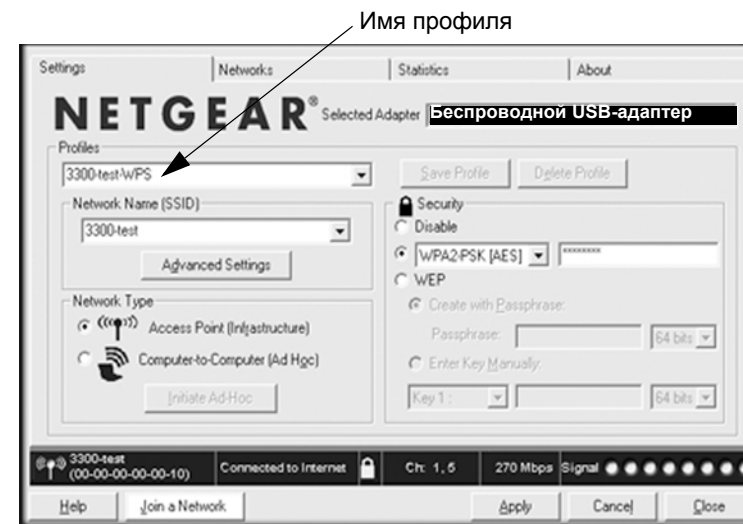 Имя профиля
Settings Networks Statistics About
NETGEAR® Selected Adapter Беспроводной USB-адаптер
Profiles
3300-test-WPS
Save Profile Delete Profile
Network Name (SSID)
3300-test
Advanced Settings
Security
Disable
WPA2-PSK [AES] ********
WEP
Create with Passphrase:
Passphrase: 64 bits
Enter Key Manually:
Key 1 : 64 bits
Network Type
Access Point (Infrastructure)
Computer-to-Computer (Ad Hoc)
Initiate Ad-Hoc
3300-test
(00-00-00-00-00-10)
Connected to Internet Ch: 1, 5 270 Mbps Signal
Help Join a Network Apply Cancel Close